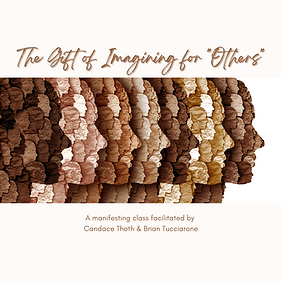 The Gift of Imagining for "Others"
A manifesting class facilitated by
Candace Thoth & Brian Tucciarone